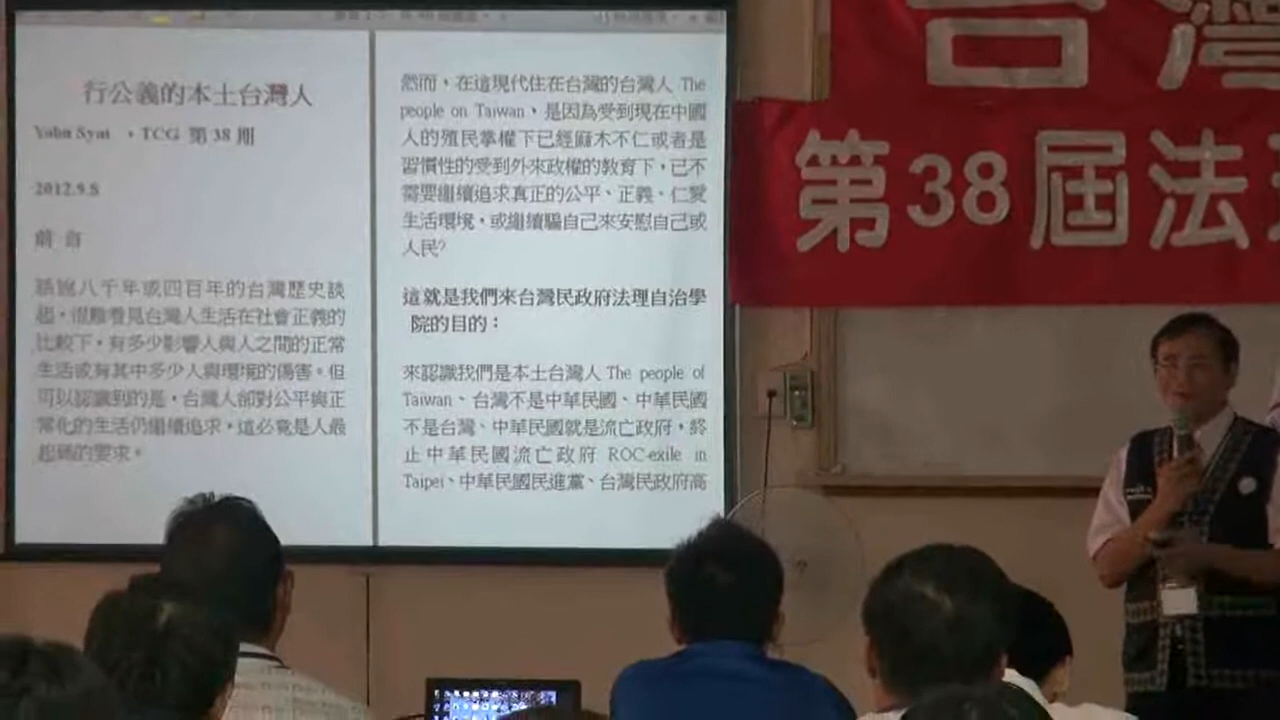 行公義的本土台灣人
Yabu Syat ，TCG 第 38 期
2012.9.8
前 言
八千年或四百年的台灣歷史談
起，很難看見台灣人生活在社會正義的
比較下，有多少影響人與人之間的正常
生活或有其中多少人與環境的傷害。但
可以認識到的是，台灣人卻對公平與正
常化的生活仍繼續追求，這必竟是人最
起碼的要求。
然而，在這現代住在台灣的台灣人 The
people on Taiwan，是因為受到現在中國
人的殖民掌權下已經麻木不仁或者是
習慣性的受到外來政權的教育下，已不
需要繼續追求真正的公平、正義、仁愛
生活環境，或繼續騙自己來安慰自己或
人民?
這就是我們來台灣民政府法理自治學
院的目的：
來認識我們是本土台灣人 The people of
Taiwan、台灣不是中華民國、中華民國
不是台灣、中華民國就是流亡政府，終
止中華民國流亡政府 ROC-exile in
Taipei、中華民國民進黨、台灣民政府高
台灣
第38屆法